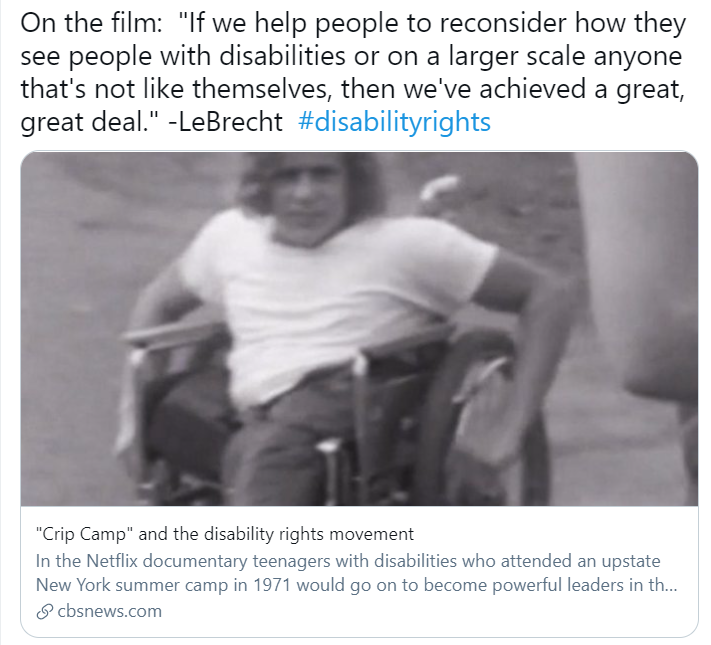 On the film:  "If we help people to reconsider how they
see people with disabilities or on a larger scale anyone
that's not like themselves, then we've achieved a great,
great deal." -LeBrecht  #disabilityrights
"Crip Camp" and the disability rights movement
In the Netflix documentary teenagers with disabilities who attended an upstate
New York summer camp in 1971 would go on to become powerful leaders in th...
cbsnews.com